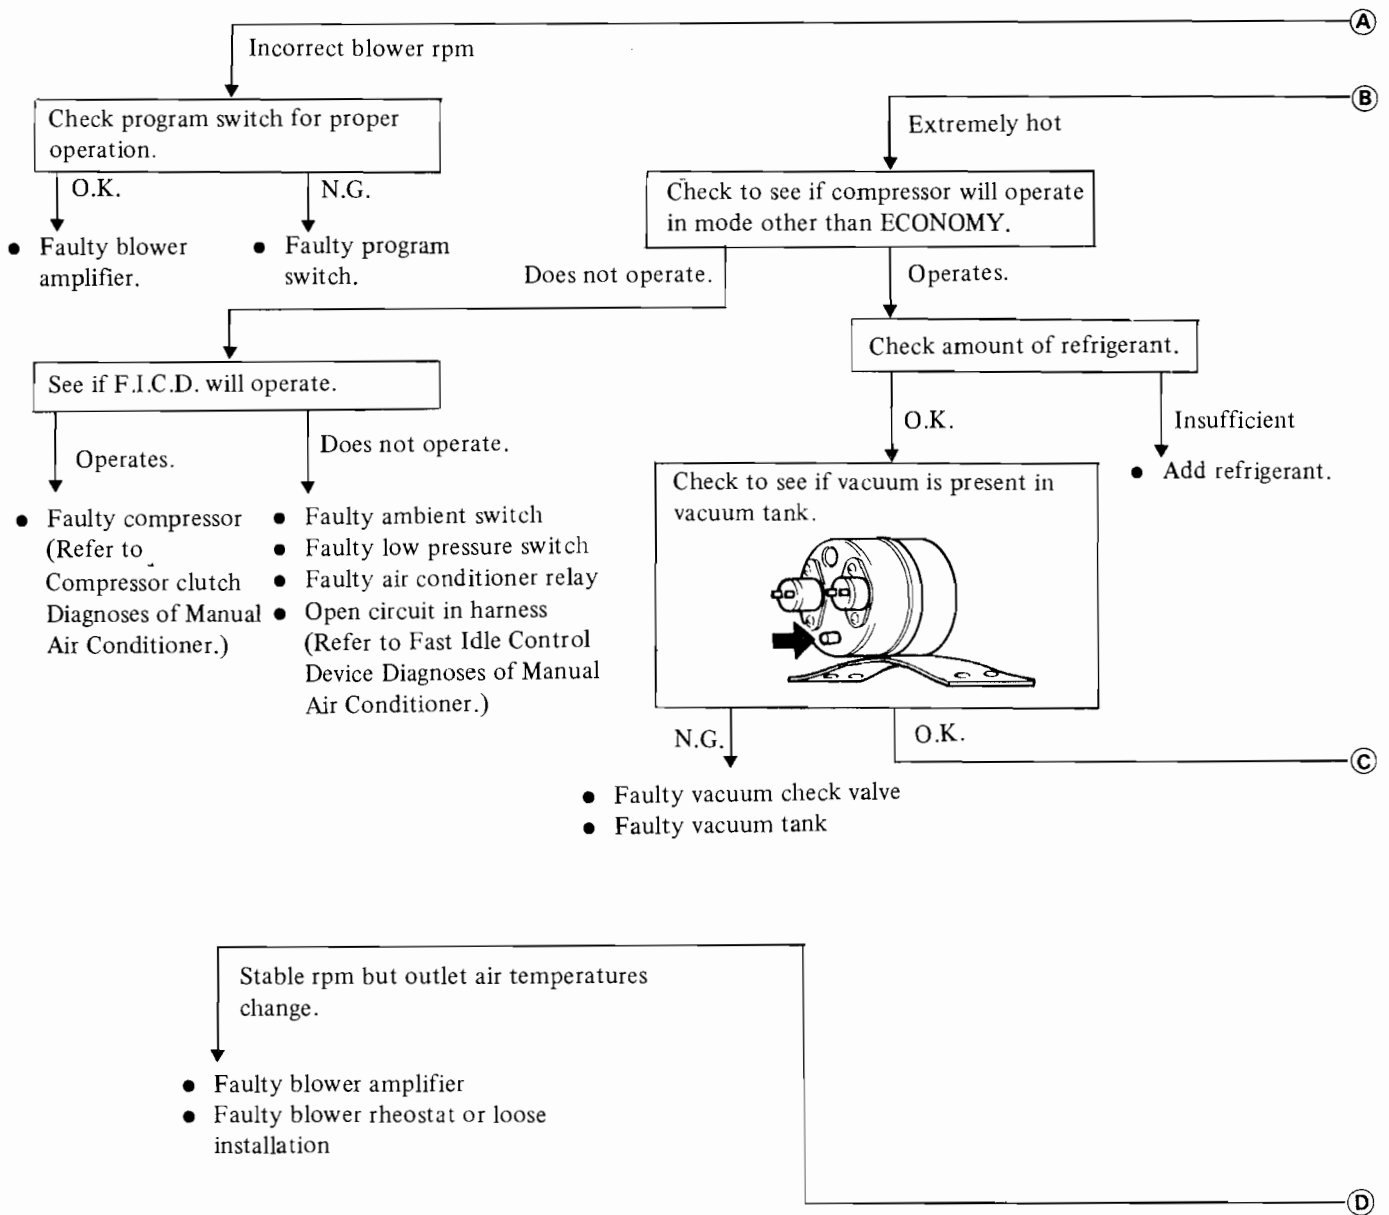 A
Incorrect blower rpm
B
Check program switch for proper
operation.
Extremely hot
O.K.
N.G.
Check to see if compressor will operate
in mode other than ECONOMY.
● Faulty blower
amplifier.
● Faulty program
switch.
Does not operate.
Operates.
Check amount of refrigerant.
See if F.I.C.D. will operate.
O.K.
Insufficient
Operates.
Does not operate.
● Add refrigerant.
Check to see if vacuum is present in
vacuum tank.
● Faulty compressor
(Refer to
Compressor clutch
Diagnoses of Manual
Air Conditioner.)
● Faulty ambient switch
● Faulty low pressure switch
● Faulty air conditioner relay
● Open circuit in harness
(Refer to Fast Idle Control
Device Diagnoses of Manual
Air Conditioner.)
N.G.
O.K.
C
● Faulty vacuum check valve
● Faulty vacuum tank
Stable rpm but outlet air temperatures
change.
● Faulty blower amplifier
● Faulty blower rheostat or loose
installation
D